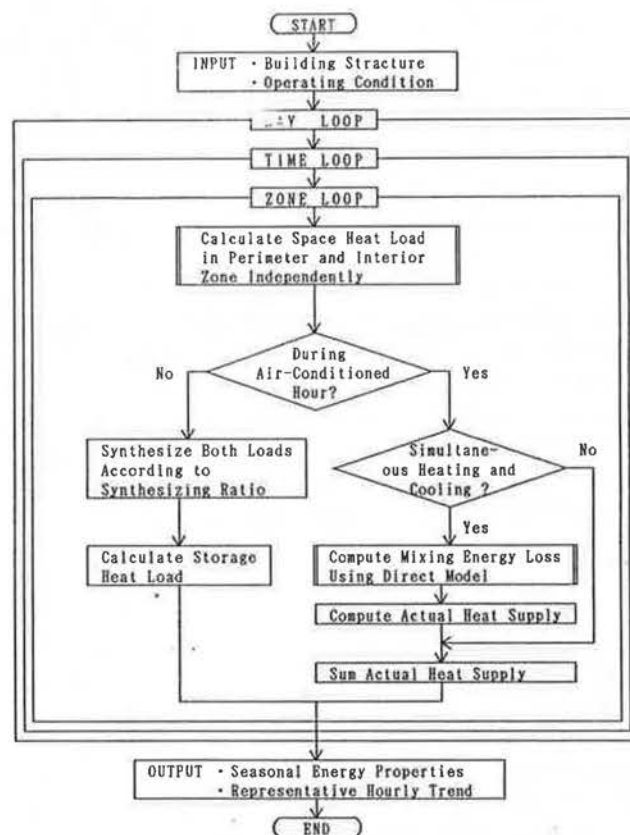 START
INPUT ・Building Stracture
・Operating Condition
LOOP
TIME LOOP
ZONE LOOP
Calculate Space Heat Load
in Perimeter and Interior
Zone Independently
During
Air-Conditioned
Hour?
No
Yes
Synthesize Both Loads
According to
Synthesizing Ratio
Simultane-
ous Heating and
Cooling ?
No
Yes
Calculate Storage
Heat Load
Compute Mixing Energy Loss
Using Direct Model
Compute Actual Heat Supply
Sum Actual Heat Supply
OUTPUT ・Seasonal Energy Properties
・Representative Hourly Trend
END